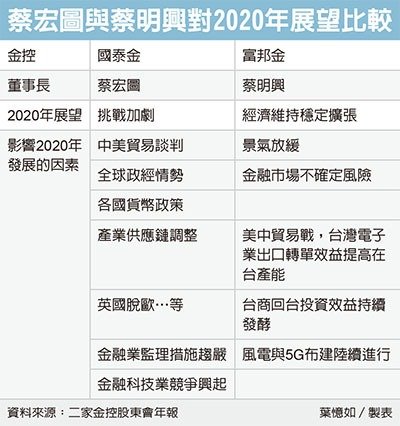 蔡宏圖與蔡明興對2020年展望比較
金控 國泰金 富邦金
董事長 蔡宏圖 蔡明興
2020年展望 挑戰加劇 經濟維持穩定擴張
影響2020年 中美貿易談判 景氣放緩
發展的因素
全球政經情勢 金融市場不確定風險
各國貨幣政策
產業供應鏈調整 美中貿易戰，台灣電子
業出口轉單效益提高在
台產能
英國脫歐…等 台商回台投資效益持續
發酵
金融業監理措施趨嚴 風電與5G布建陸續進行
金融科技業競爭興起
資料來源：二家金控股東會年報 葉憶如／製表